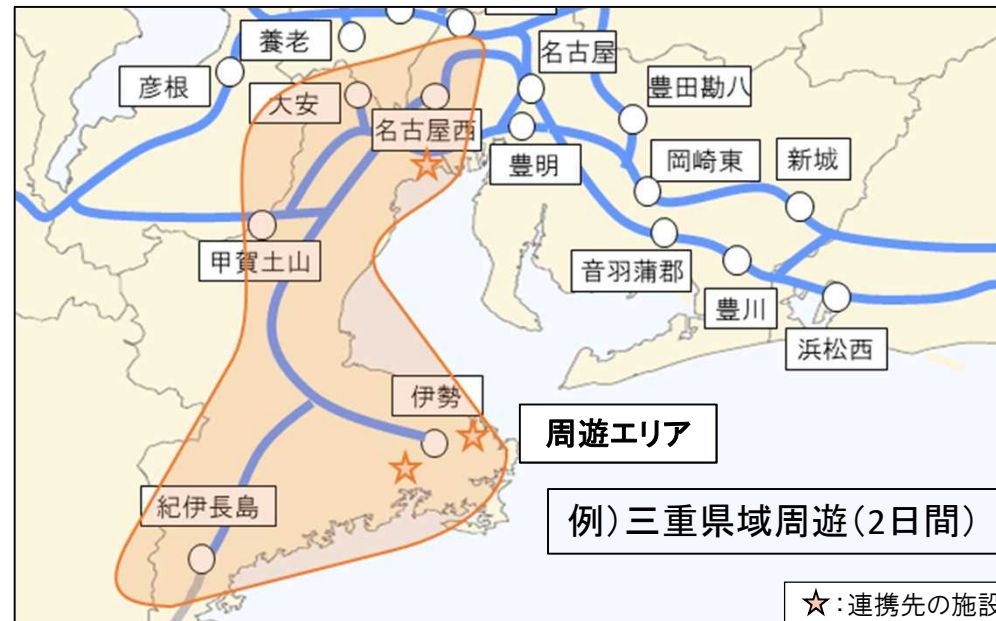 養老
名古屋
彦根
大安
豊田勘八
名古屋西
豊明
岡崎東
新城
甲賀土山
音羽蒲郡
豊川
浜松西
伊勢
周遊エリア
紀伊長島
例）三重県域周遊（2日間）
☆：連携先の施設